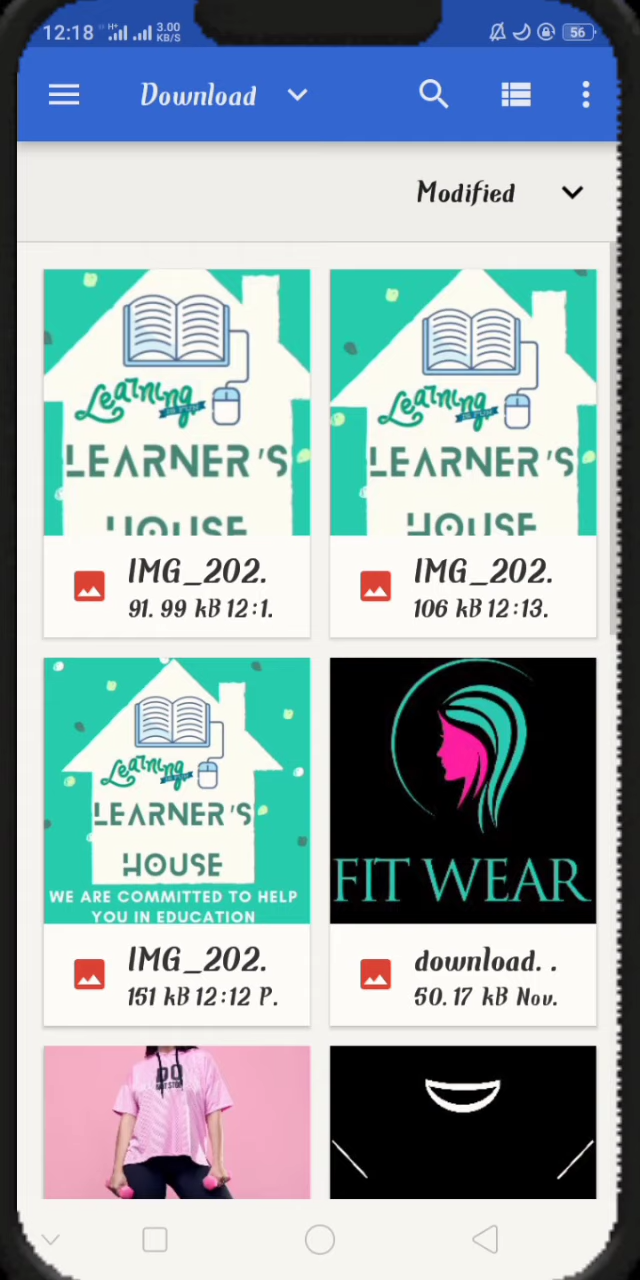 12:18
H+
3.00
KB/S
56
Download
Modified
Learning
LEARNER'S
HOUSE
IMG_202.
91.99 kB 12:1.
Learning
LEARNER'S
HOUSE
IMG_202.
106 kB 12:13.
Learning
LEARNER'S
HOUSE
WE ARE COMMITTED TO HELP
YOU IN EDUCATION
IMG_202.
151 kB 12:12 P.
FIT WEAR
download. .
50.17 kB Nov.
DO